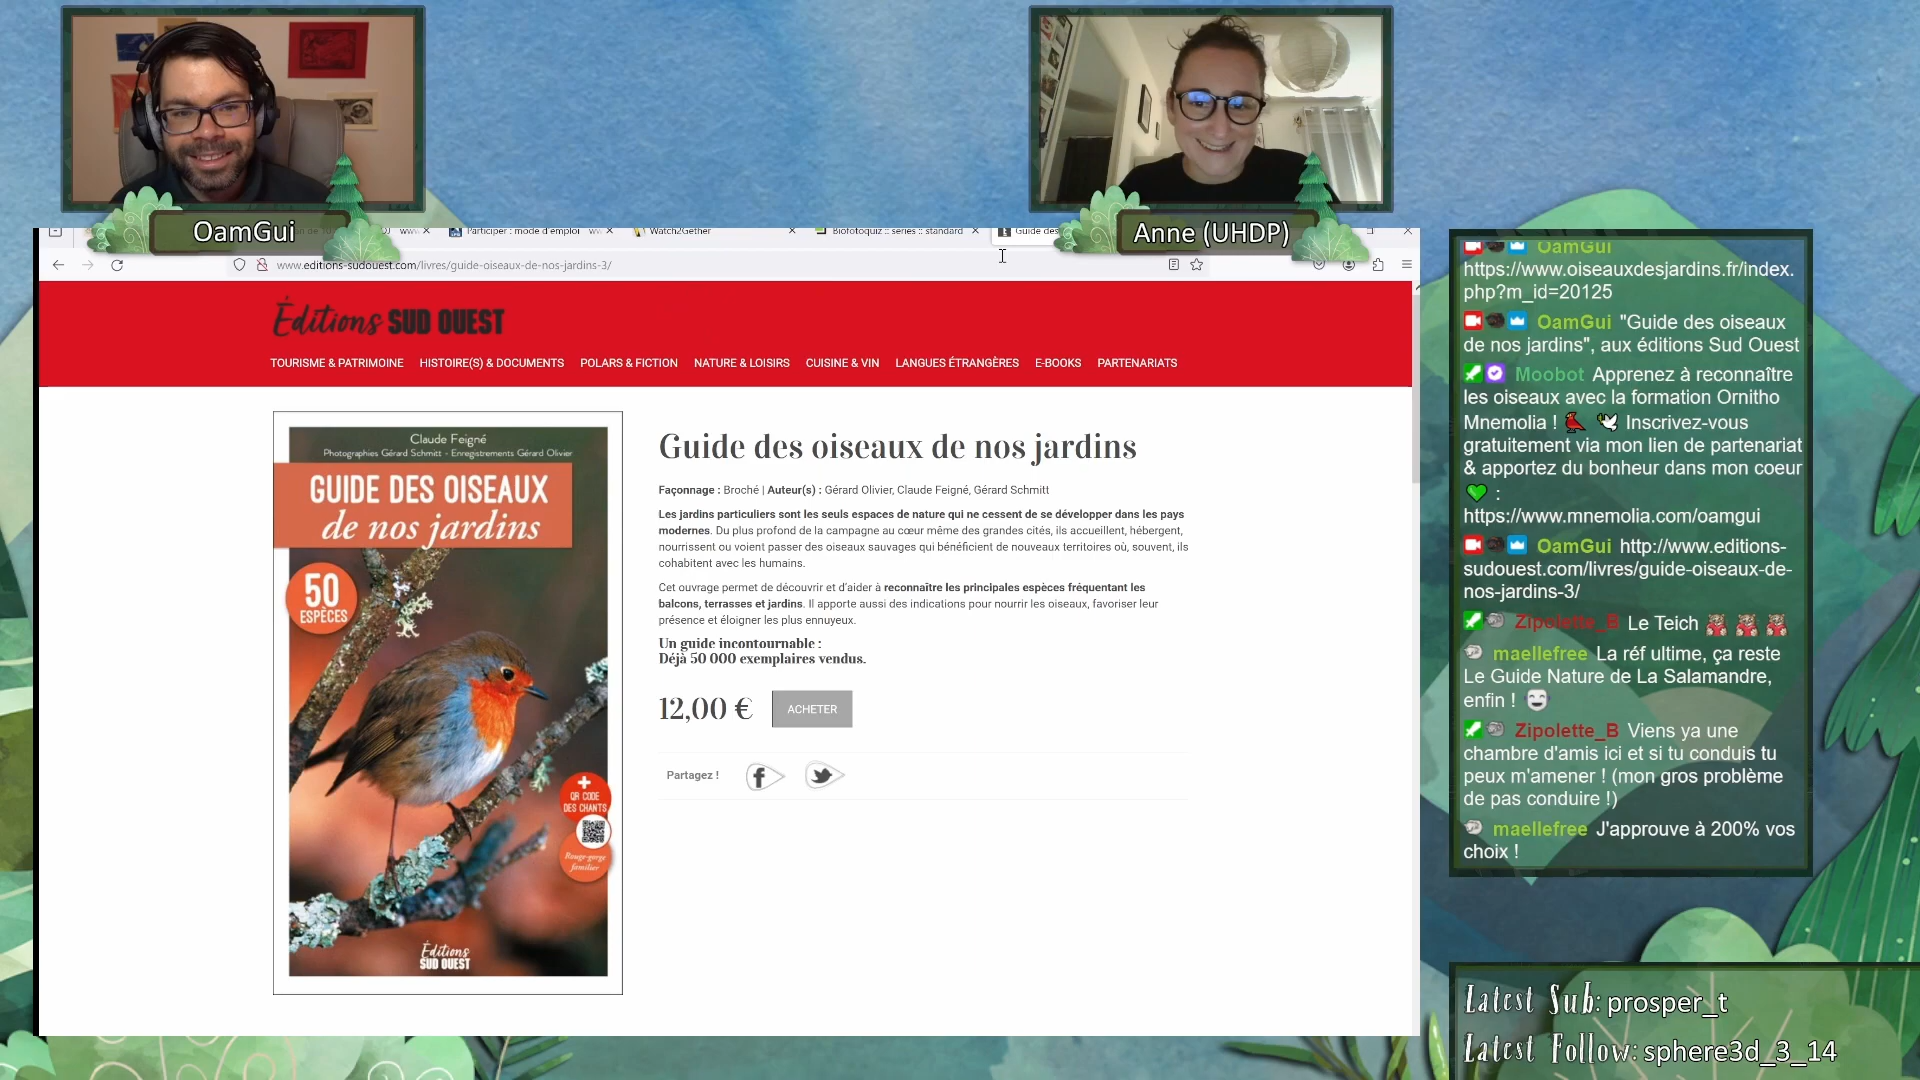 OamGui
Anne (UHDP)
Participer : mode d'emploi
Watch2Gether
Biofotoquiz :: series :: standard
Guide des
www.editions-sudouest.com/livres/guide-oiseaux-de-nos-jardins-3/
Éditions SUD OUEST
TOURISME & PATRIMOINE HISTOIRE(S) & DOCUMENTS POLARS & FICTION NATURE & LOISIRS CUISINE & VIN LANGUES ÉTRANGÈRES E-BOOKS PARTENARIATS
Claude Feigné
Photographies Gérard Schmitt - Enregistrements Gérard Olivier
GUIDE DES OISEAUX
de nos jardins
50
ESPÈCES
+
QR CODE
DES CHANTS
Rouge-gorge
familier
Éditions
SUD OUEST
Guide des oiseaux de nos jardins
Façonnage : Broché | Auteur(s) : Gérard Olivier, Claude Feigné, Gérard Schmitt
Les jardins particuliers sont les seuls espaces de nature qui ne cessent de se développer dans les pays
modernes. Du plus profond de la campagne au cœur même des grandes cités, ils accueillent, hébergent,
nourrissent ou voient passer des oiseaux sauvages qui bénéficient de nouveaux territoires où, souvent, ils
cohabitent avec les humains.
Cet ouvrage permet de découvrir et d'aider à reconnaître les principales espèces fréquentant les
balcons, terrasses et jardins. Il apporte aussi des indications pour nourrir les oiseaux, favoriser leur
présence et éloigner les plus ennuyeux.
Un guide incontournable :
Déjà 50 000 exemplaires vendus.
12,00 € ACHETER
Partagez !
OamGui
https://www.oiseauxdesjardins.fr/index.
php?m_id=20125
OamGui "Guide des oiseaux
de nos jardins", aux éditions Sud Ouest
Moobot Apprenez à reconnaître
les oiseaux avec la formation Ornitho
Mnemolia ! Inscrivez-vous
gratuitement via mon lien de partenariat
& apportez du bonheur dans mon coeur
:
https://www.mnemolia.com/oamgui
OamGui http://www.editions-
sudouest.com/livres/guide-oiseaux-de-
nos-jardins-3/
Zipolette_B Le Teich
maellefree La réf ultime, ça reste
Le Guide Nature de La Salamandre,
enfin !
Zipolette_B Viens ya une
chambre d'amis ici et si tu conduis tu
peux m'amener ! (mon gros problème
de pas conduire !)
maellefree J'approuve à 200% vos
choix !
Latest Sub: prosper_t
Latest Follow: sphere3d_3_14